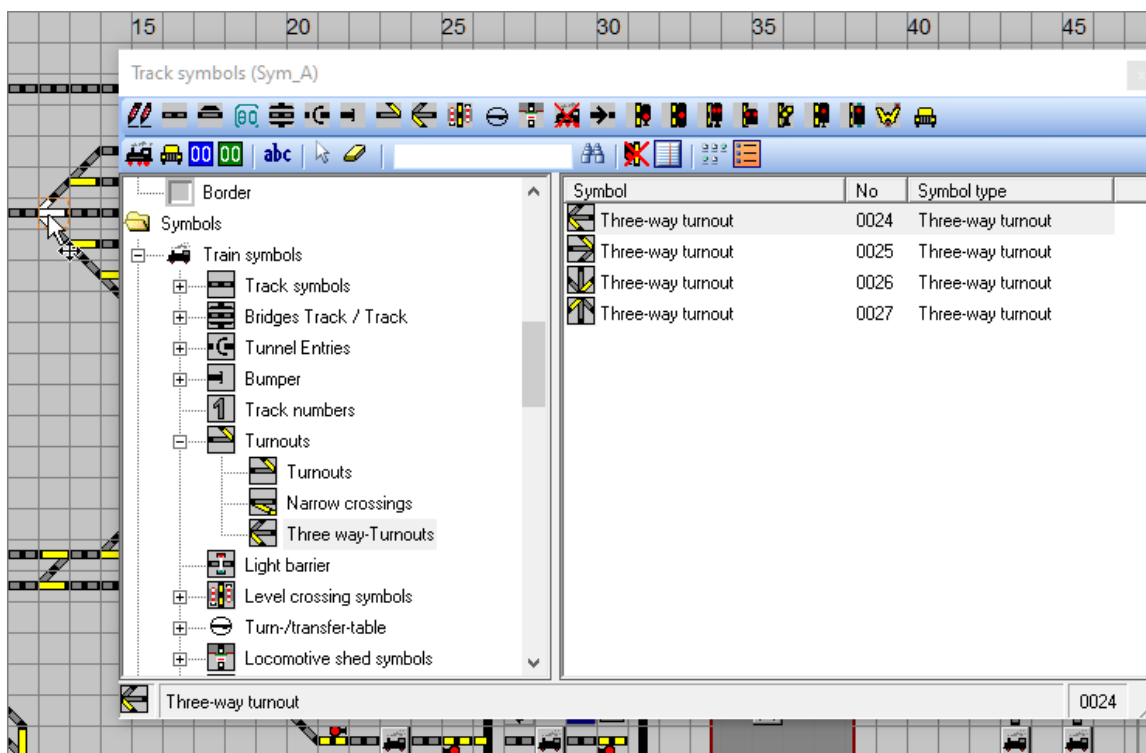 15 20 25 30 35 40 45
Track symbols (Sym_A)
00 00 abc
Border
Symbols
Train symbols
Track symbols
Bridges Track / Track
Tunnel Entries
Bumper
1 Track numbers
Turnouts
Turnouts
Narrow crossings
Three way-Turnouts
Light barrier
Level crossing symbols
Turn-/transfer-table
Locomotive shed symbols
Symbol No Symbol type
Three-way turnout 0024 Three-way turnout
Three-way turnout 0025 Three-way turnout
Three-way turnout 0026 Three-way turnout
Three-way turnout 0027 Three-way turnout
Three-way turnout 0024